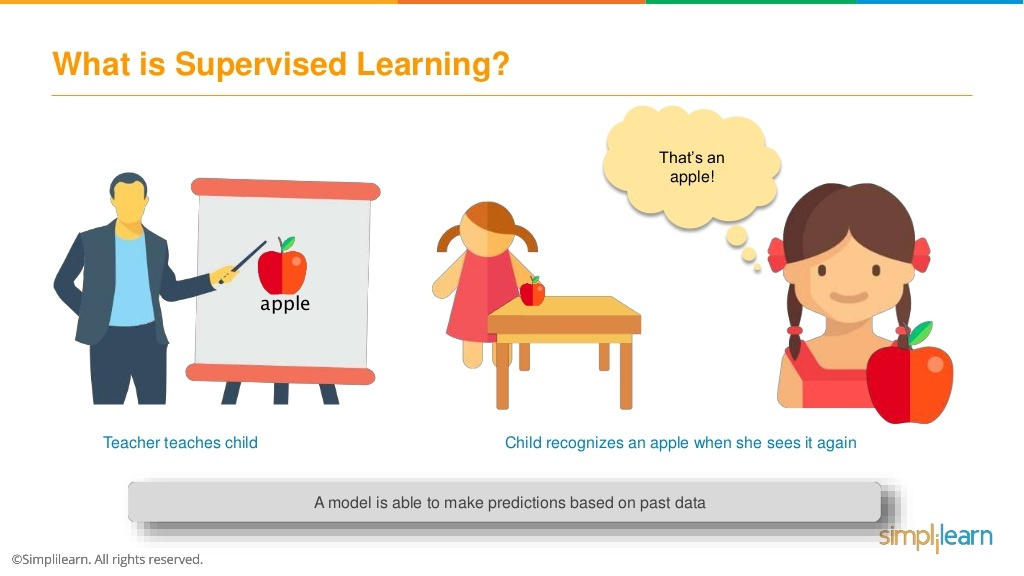 What is Supervised Learning?
That's an
apple!
apple
Teacher teaches child
Child recognizes an apple when she sees it again
A model is able to make predictions based on past data
simplilearn
©Simplilearn. All rights reserved.